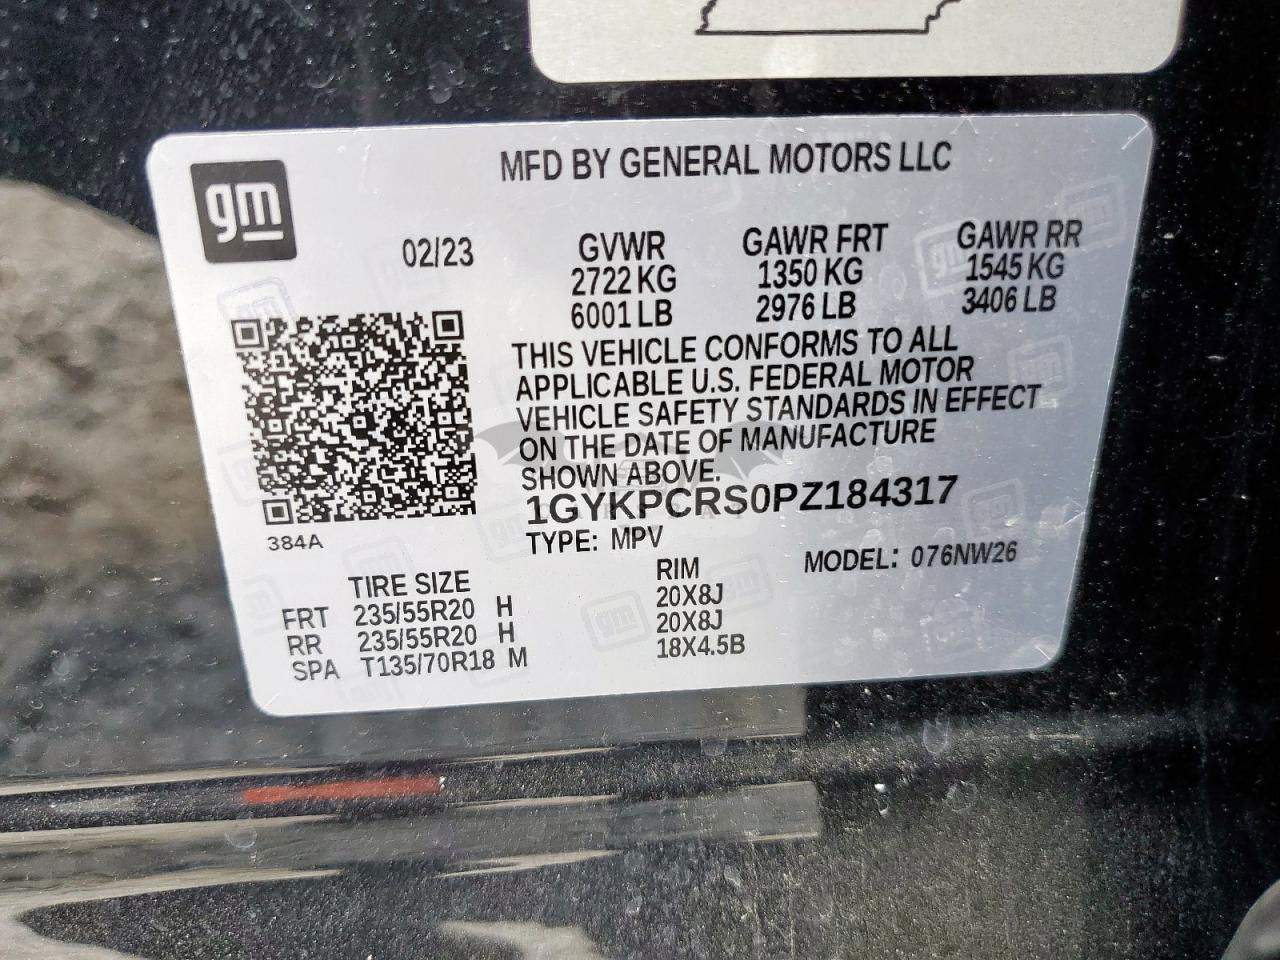 gm
MFD BY GENERAL MOTORS LLC
02/23
GVWR GAWR FRT GAWR RR
2722 KG 1350 KG 1545 KG
6001 LB 2976 LB 3406 LB
THIS VEHICLE CONFORMS TO ALL
APPLICABLE U.S. FEDERAL MOTOR
VEHICLE SAFETY STANDARDS IN EFFECT
ON THE DATE OF MANUFACTURE
SHOWN ABOVE.
1GYKPCRS0PZ184317
384A
TYPE: MPV MODEL: 076NW26
TIRE SIZE RIM
FRT 235/55R20 H 20X8J
RR 235/55R20 H 20X8J
SPA T135/70R18 M 18X4.5B